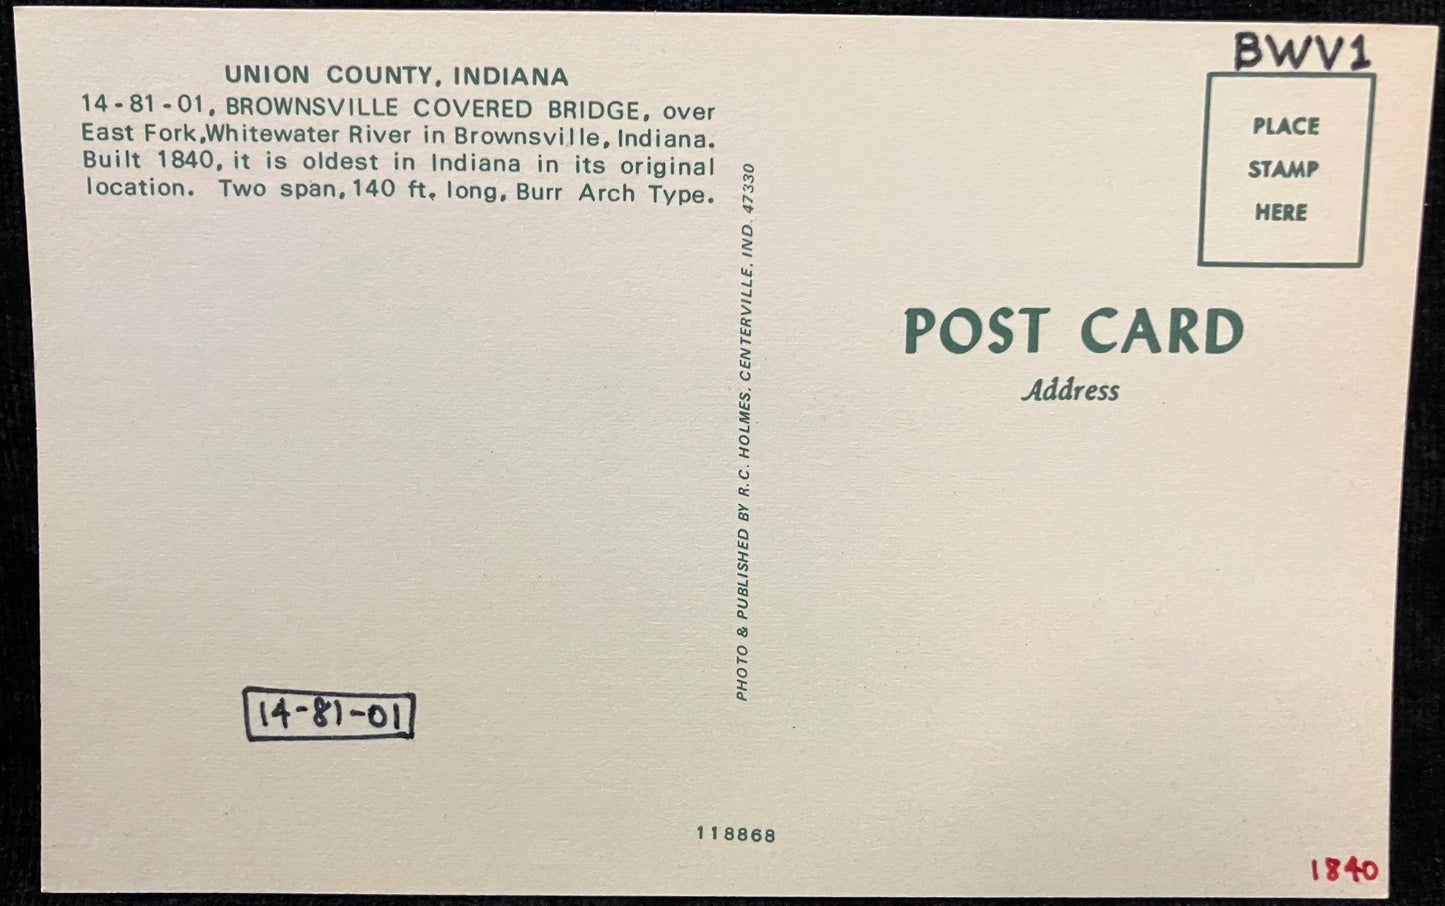 UNION COUNTY, INDIANA
14-81-01, BROWNSVILLE COVERED BRIDGE, over
East Fork,Whitewater River in Brownsville, Indiana.
Built 1840, it is oldest in Indiana in its original
location. Two span, 140 ft, long, Burr Arch Type.
14-81-01
PHOTO & PUBLISHED BY R.C. HOLMES, CENTERVILLE, IND. 47330
118868
BWV1
PLACE
STAMP
HERE
POST CARD
Address
1840